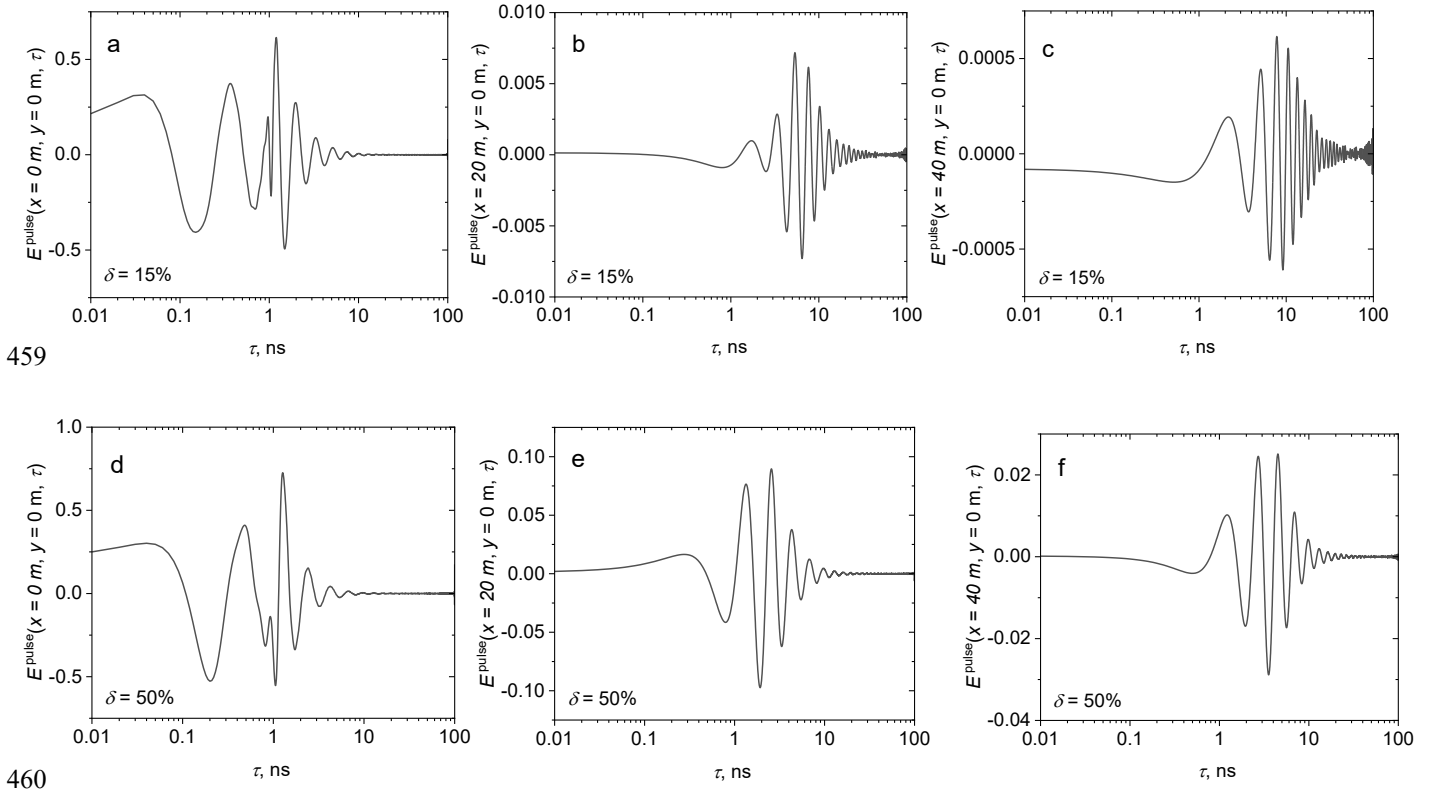 a
0.5
0.0
-0.5
E pulse(x = 0 m, y = 0 m, τ)
δ = 15%
0.01 0.1 1 10 100
τ, ns
b
0.010
0.005
0.000
-0.005
-0.010
E pulse(x = 20 m, y = 0 m, τ)
δ = 15%
0.01 0.1 1 10 100
τ, ns
c
0.0005
0.0000
-0.0005
E pulse(x = 40 m, y = 0 m, τ)
δ = 15%
0.01 0.1 1 10 100
τ, ns
459
d
1.0
0.5
0.0
-0.5
E pulse(x = 0 m, y = 0 m, τ)
δ = 50%
0.01 0.1 1 10 100
τ, ns
e
0.10
0.05
0.00
-0.05
-0.10
E pulse(x = 20 m, y = 0 m, τ)
δ = 50%
0.01 0.1 1 10 100
τ, ns
f
0.02
0.00
-0.02
-0.04
E pulse(x = 40 m, y = 0 m, τ)
δ = 50%
0.01 0.1 1 10 100
τ, ns
460